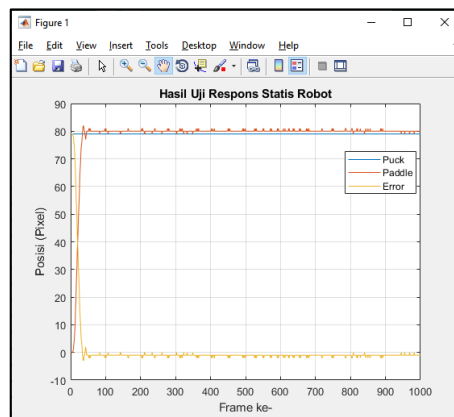 Figure 1
File Edit View Insert Tools Desktop Window Help
Hasil Uji Respons Statis Robot
90
80
70
60
50
40
30
20
10
0
-10
Posisi (Pixel)
Puck
Paddle
Error
0 100 200 300 400 500 600 700 800 900 1000
Frame ke-